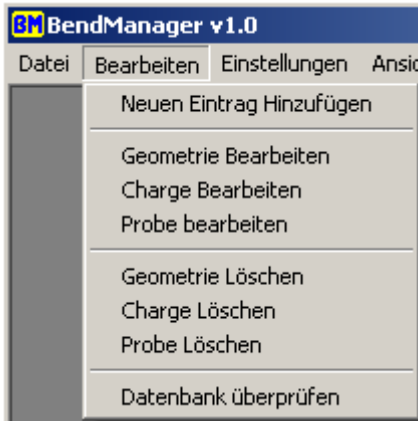 BM BendManager v1.0
Datei Bearbeiten Einstellungen Ansic
Neuen Eintrag Hinzufügen
Geometrie Bearbeiten
Charge Bearbeiten
Probe bearbeiten
Geometrie Löschen
Charge Löschen
Probe Löschen
Datenbank überprüfen